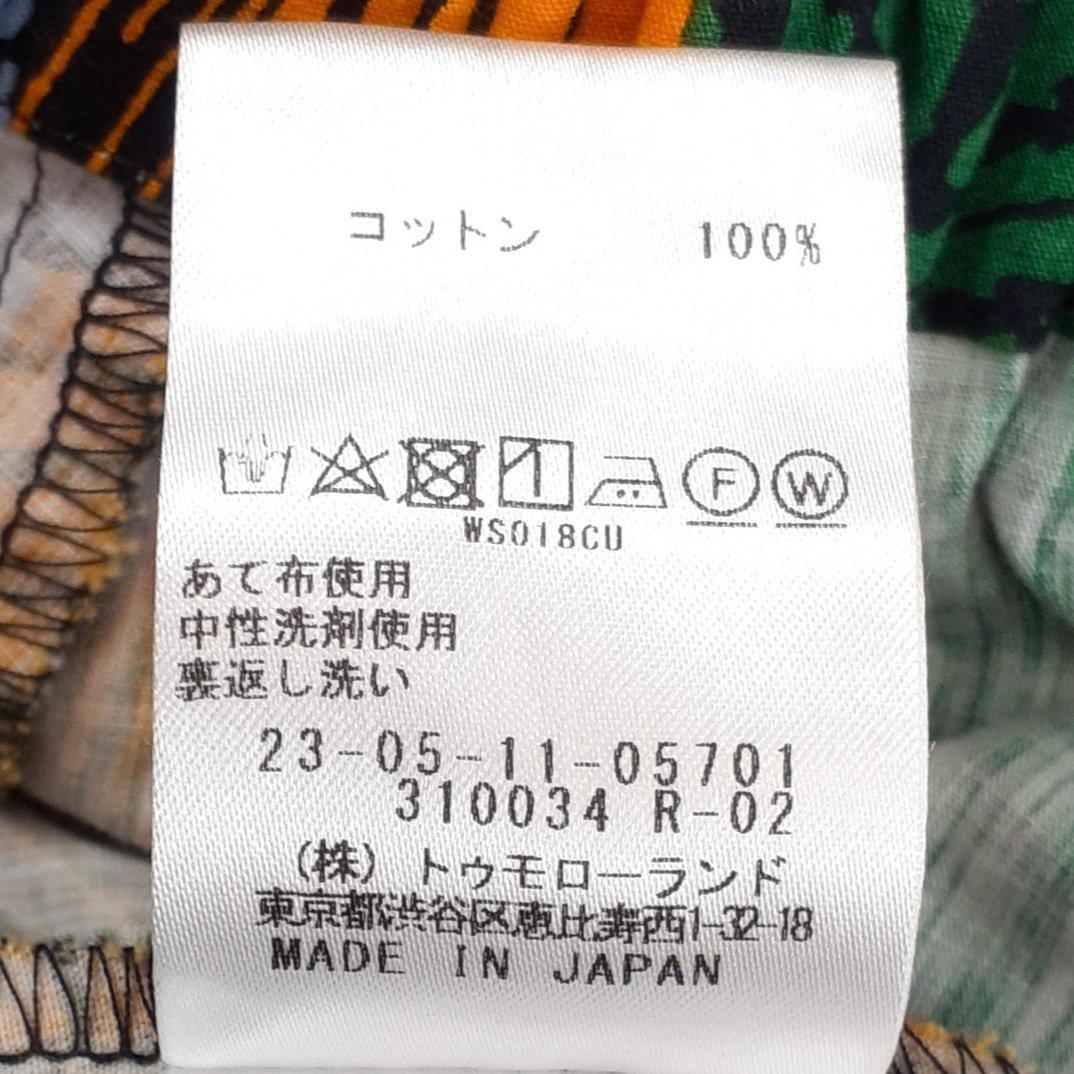 コットン 100%
F W
WS018CU
あて布使用
中性洗剤使用
裏返し洗い
23-05-11-05701
310034 R-02
(株) トゥモローランド
東京都渋谷区恵比寿西1-32-18
MADE IN JAPAN